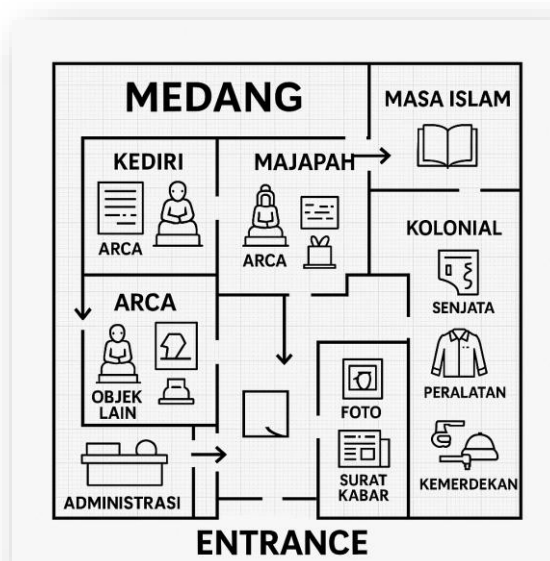 MEDANG
MASA ISLAM
KEDIRI
MAJAPAH
ARCA
ARCA
KOLONIAL
SENJATA
ARCA
OBJEK
LAIN
PERALATAN
FOTO
SURAT
KABAR
KEMERDEKAN
ADMINISTRASI
ENTRANCE